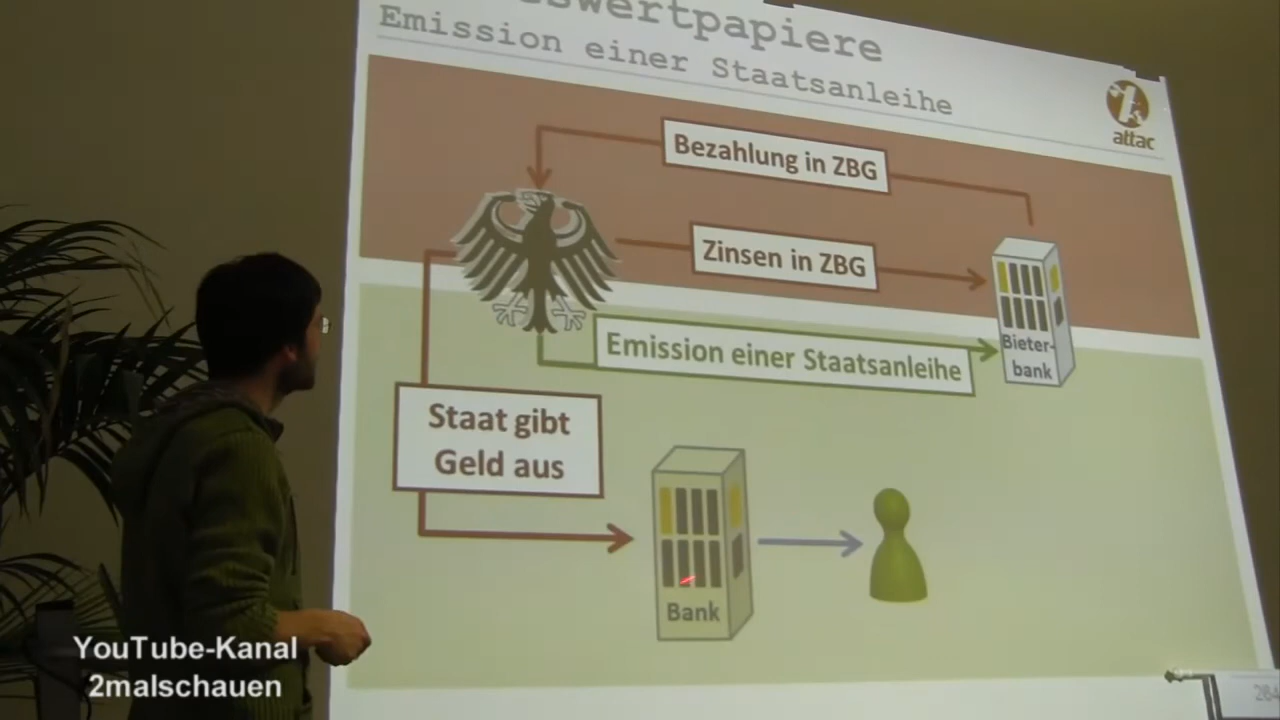 Emission einer Staatsanleihe
attac
Bezahlung in ZBG
Zinsen in ZBG
Emission einer Staatsanleihe
Bieter-
bank
Staat gibt
Geld aus
Bank
YouTube-Kanal
2malschauen